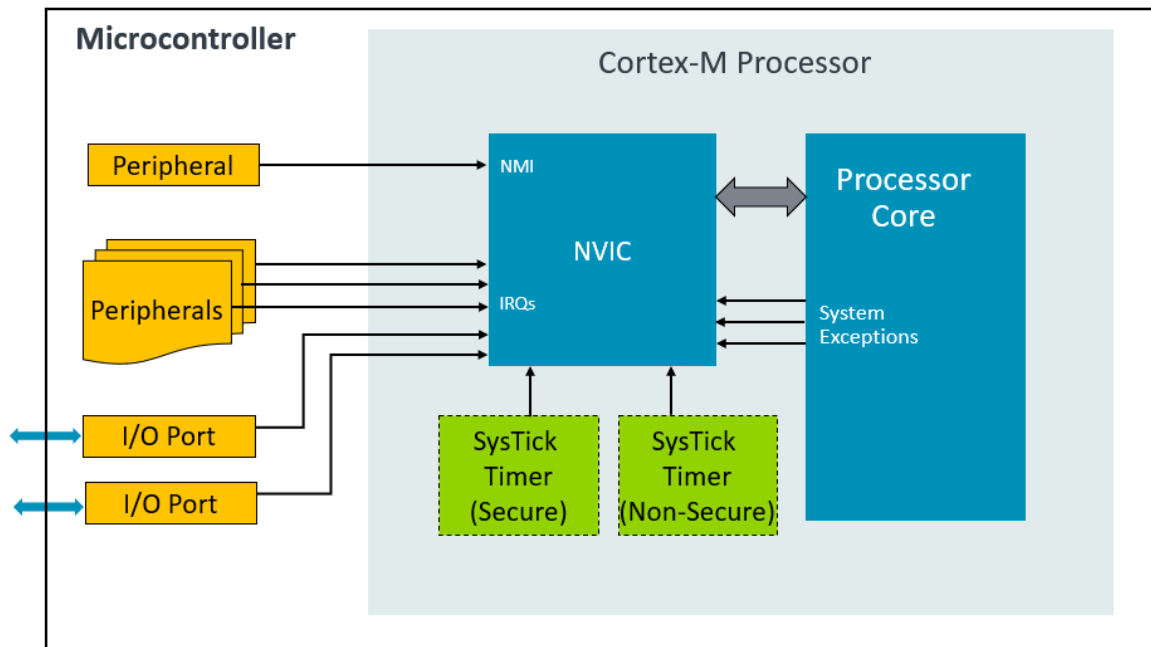 Microcontroller
Cortex-M Processor
Peripheral
NMI
Processor
Core
NVIC
Peripherals
IRQs
System
Exceptions
I/O Port
I/O Port
SysTick
Timer
(Secure)
SysTick
Timer
(Non-Secure)